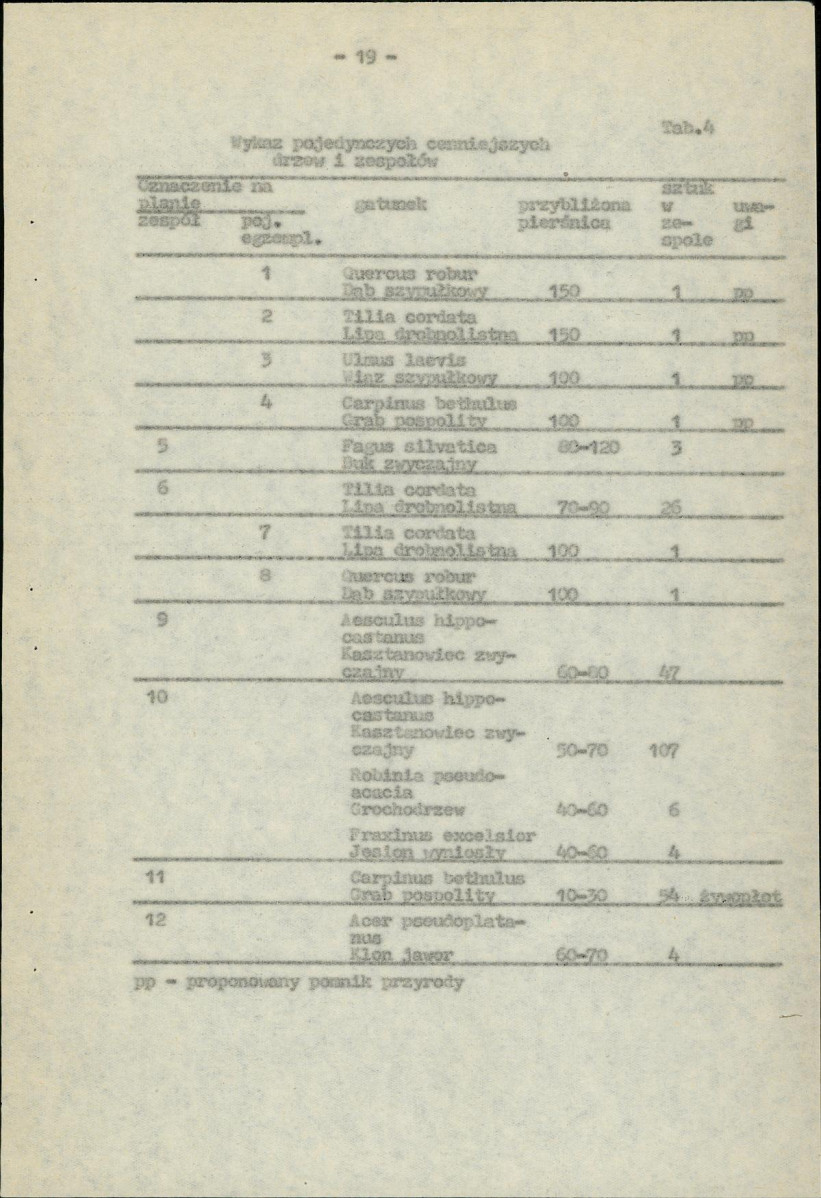 - 19 -
Tab.4
Wykaz pojedynczych cenniejszych
drzew i zespołów
Oznaczenie na planie gatunek przybliżona pierśnica sztuk w ze- spole uwa- gi
zespół poj. egzempl.
1 Quercus robur
Dąb szypułkowy 150 1 pp
2 Tilia cordata
Lipa drobnolistna 150 1 pp
3 Ulmus laevis
Wiąz szypułkowy 100 1 pp
4 Carpinus bethulus
Grab pospolity 100 1 pp
5 Fagus silvatica 80-120 3
Buk zwyczajny
6 Tilia cordata
Lipa drobnolistna 70-90 26
7 Tilia cordata
Lipa drobnolistna 100 1
8 Quercus robur
Dąb szypułkowy 100 1
9 Aesculus hippo-
castanus
Kasztanowiec zwy-
czajny 60-80 47
10 Aesculus hippo-
castanus
Kasztanowiec zwy-
czajny 50-70 107
Robinia pseudo-
acacia
Grochodrzew 40-60 6
Fraxinus excelsior
Jesion wyniosły 40-60 4
11 Carpinus bethulus
Grab pospolity 10-30 54 żywopłot
12 Acer pseudoplata-
nus
Klon jawor 60-70 4
pp - proponowany pomnik przyrody